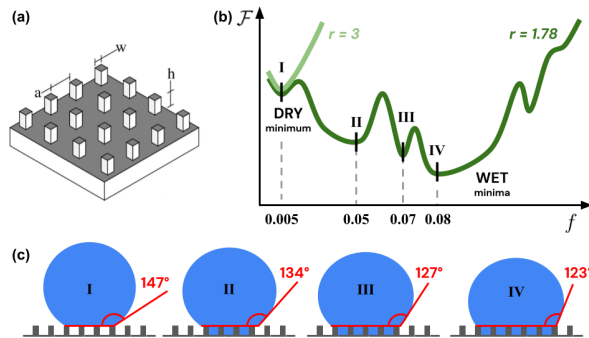 (a)
w
h
a
(b)
ℱ
r = 3
r = 1.78
I
DRY
minimum
II
III
IV
WET
minima
0.005
0.05
0.07
0.08
f
(c)
I
147°
II
134°
III
127°
IV
123°